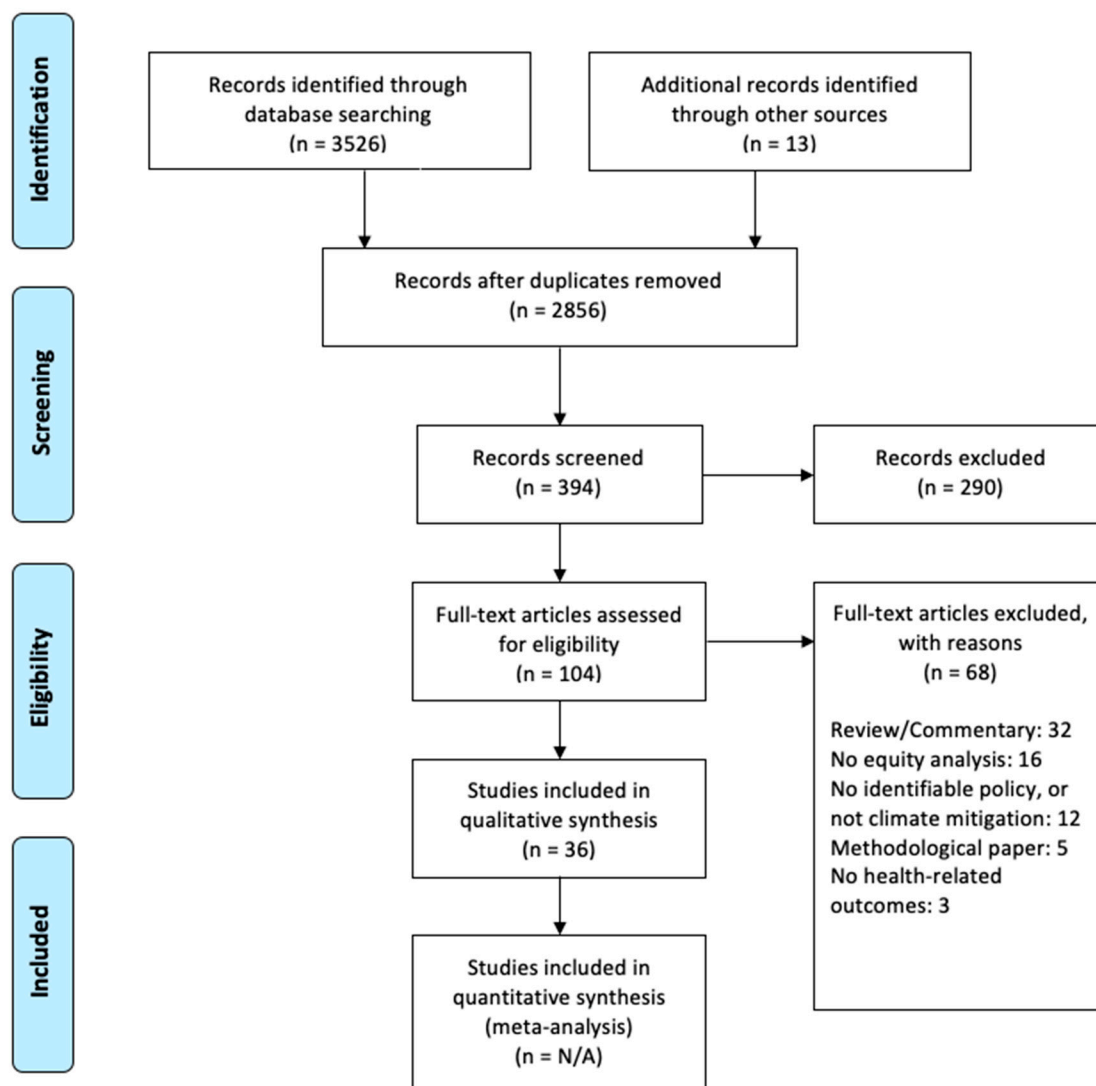 Identification
Records identified through
database searching
(n = 3526)
Additional records identified
through other sources
(n = 13)
Records after duplicates removed
(n = 2856)
Screening
Records screened
(n = 394)
Records excluded
(n = 290)
Eligibility
Full-text articles assessed
for eligibility
(n = 104)
Full-text articles excluded,
with reasons
(n = 68)
Review/Commentary: 32
No equity analysis: 16
No identifiable policy, or
not climate mitigation: 12
Methodological paper: 5
No health-related
outcomes: 3
Studies included in
qualitative synthesis
(n = 36)
Included
Studies included in
quantitative synthesis
(meta-analysis)
(n = N/A)